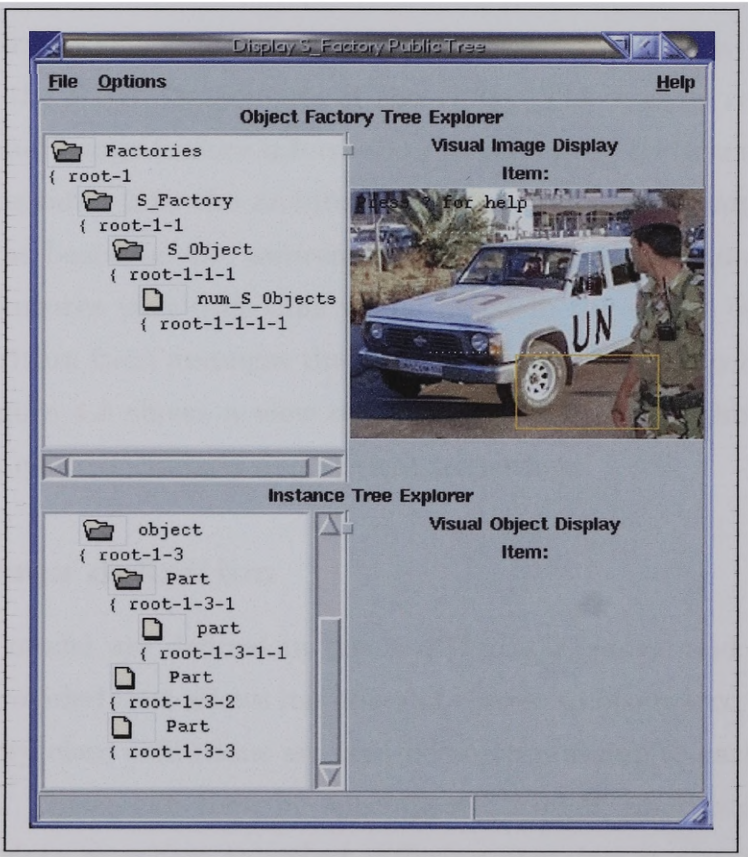 Display S_Factory Public Tree
File Options Help
Object Factory Tree Explorer
Factories
{ root-1
S_Factory
{ root-1-1
S_Object
{ root-1-1-1
num_S_Objects
{ root-1-1-1-1
Visual Image Display
Item:
Press ? for help
UN
Instance Tree Explorer
object
{ root-1-3
Part
{ root-1-3-1
part
{ root-1-3-1-1
Part
{ root-1-3-2
Part
{ root-1-3-3
Visual Object Display
Item: